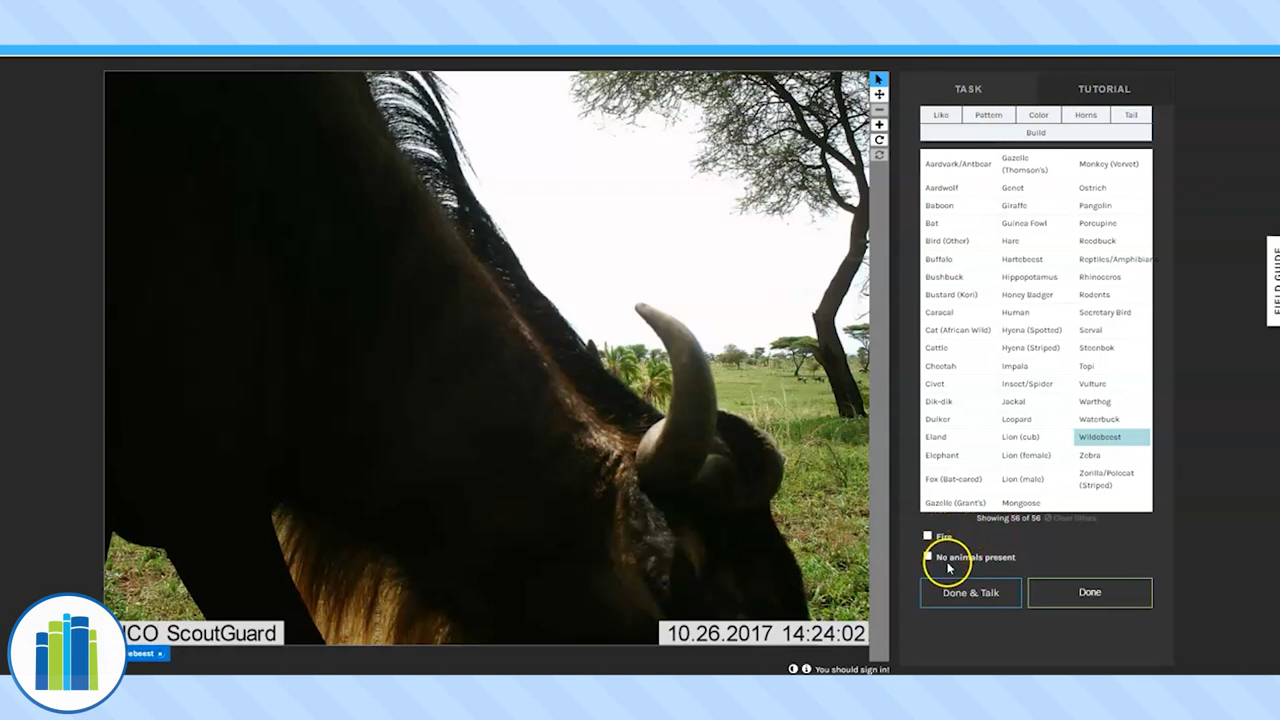 TASK TUTORIAL
Like Pattern Color Horns Tail
Build
Aardvark/Antbear Gazelle (Thomson's) Monkey (Vervet)
Aardwolf Genet Ostrich
Baboon Giraffe Pangolin
Bat Guinea Fowl Porcupine
Bird (Other) Hare Reedbuck
Buffalo Hartebeest Reptiles/Amphibians
Bushbuck Hippopotamus Rhinoceros
Bustard (Kori) Honey Badger Rodents
Caracal Human Secretary Bird
Cat (African Wild) Hyena (Spotted) Serval
Cattle Hyena (Striped) Steenbok
Cheetah Impala Topi
Civet Insect/Spider Vulture
Dik-dik Jackal Warthog
Duiker Leopard Waterbuck
Eland Lion (cub) Wildebeest
Elephant Lion (female) Zebra
Fox (Bat-eared) Lion (male) Zorilla/Polecat (Striped)
Gazelle (Grant's) Mongoose
Showing 56 of 56 Clear filters
Fire
No animals present
Done & Talk Done
FIELD GUIDE
CO ScoutGuard 10.26.2017 14:24:02
ebeest ×
You should sign in!